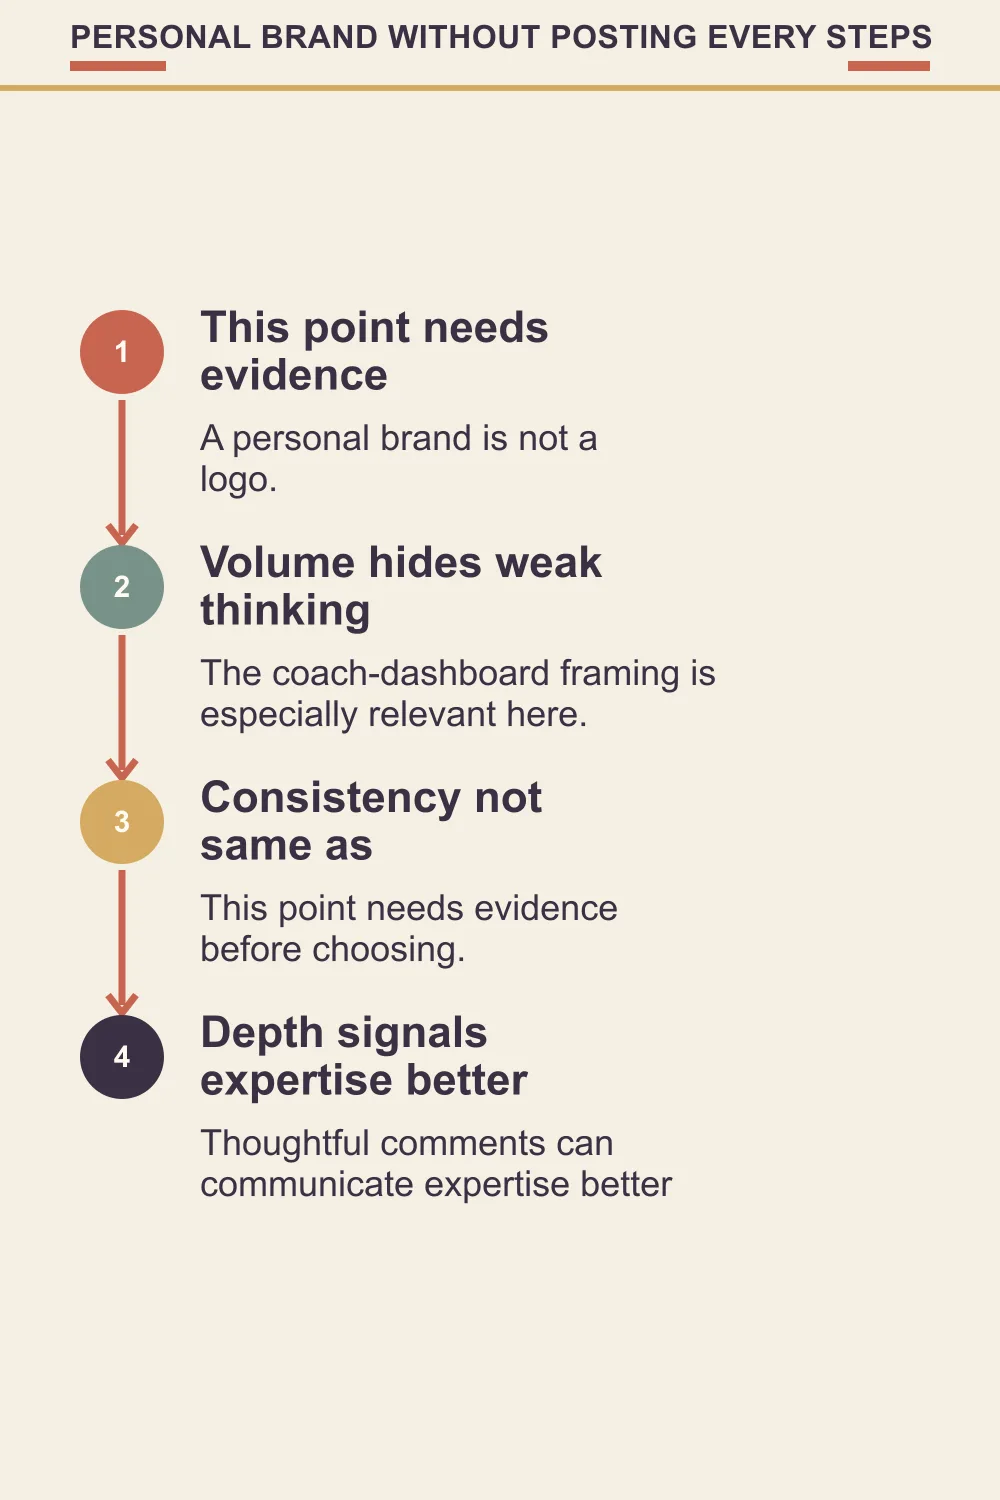 PERSONAL BRAND WITHOUT POSTING EVERY STEPS
1
This point needs
evidence
A personal brand is not a
logo.
2
Volume hides weak
thinking
The coach-dashboard framing is
especially relevant here.
3
Consistency not
same as
This point needs evidence
before choosing.
4
Depth signals
expertise better
Thoughtful comments can
communicate expertise better